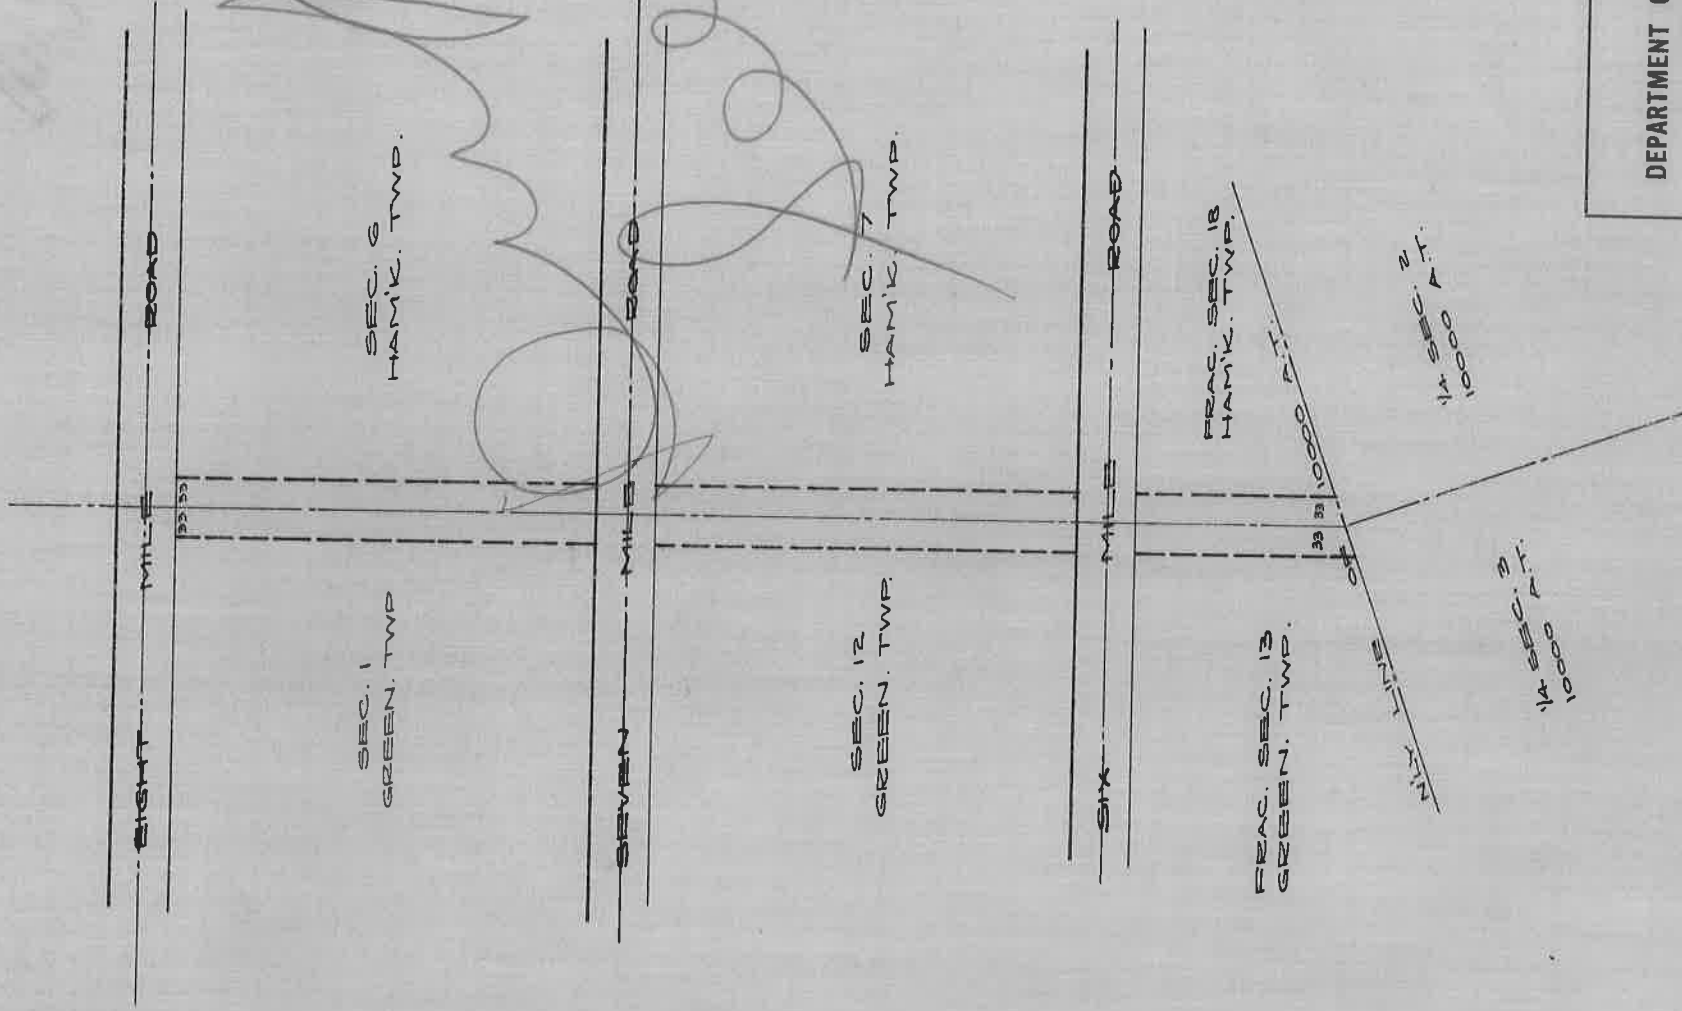 EIGHT MILE ROAD
33 33
SEC. 1
GREEN. TWP
SEC. 6
HAM'K. TWP.
SEVEN MILE ROAD
SEC. 12
GREEN. TWP.
SEC. 7
HAM'K. TWP.
SIX MILE ROAD
FRAC. SEC. 13
GREEN. TWP.
33 33
FRAC. SEC. 18
HAM'K. TWP.
N'LY LINE OF 10000 A.T.
1/4 SEC. 3
10000 A.T.
1/4 SEC. 2
10000 A.T.
DEPARTMENT